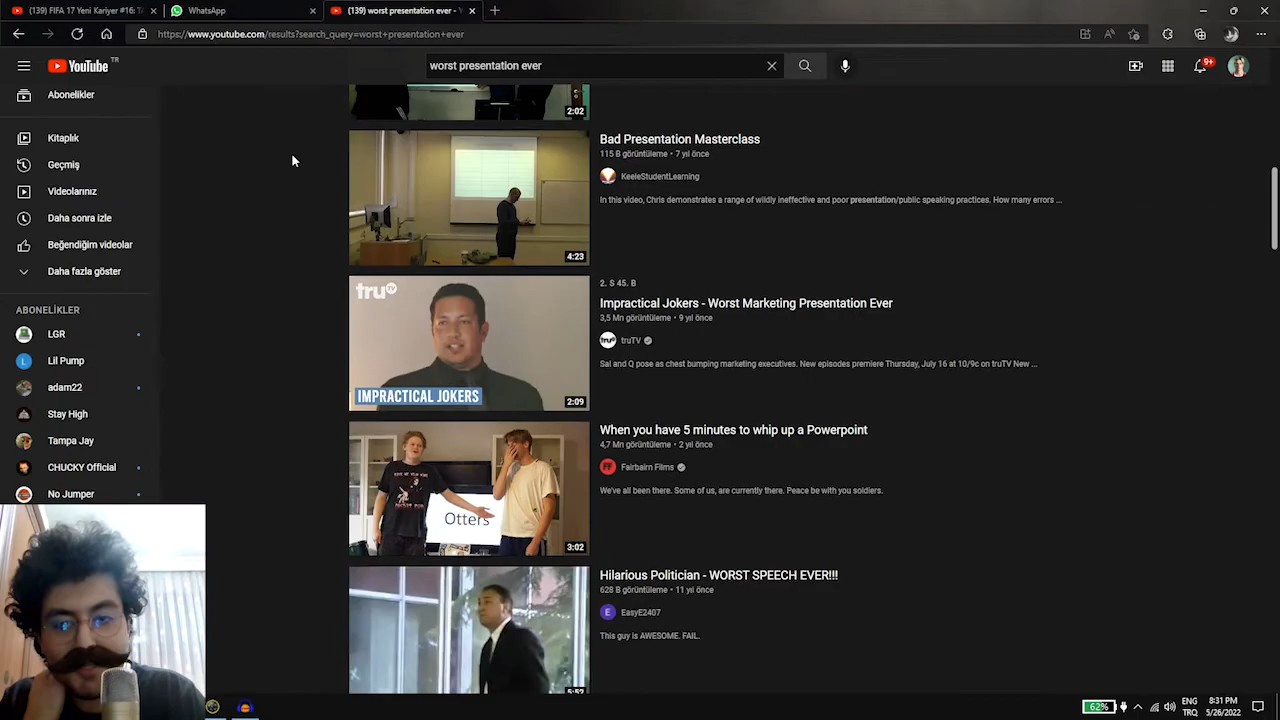 (139) FIFA 17 Yeni Kariyer #16: T
WhatsApp
(139) worst presentation ever - Y
https://www.youtube.com/results?search_query=worst+presentation+ever
YouTube TR
worst presentation ever
9+
Abonelikler
Kitaplık
Geçmiş
Videolarınız
Daha sonra izle
Beğendiğim videolar
Daha fazla göster
ABONELİKLER
LGR
Lil Pump
adam22
Stay High
Tampa Jay
CHUCKY Official
No Jumper
2:02
4:23
Bad Presentation Masterclass
115 B görüntüleme • 7 yıl önce
KeeleStudentLearning
In this video, Chris demonstrates a range of wildly ineffective and poor presentation/public speaking practices. How many errors ...
truTV
IMPRACTICAL JOKERS
2:09
2. S 45. B
Impractical Jokers - Worst Marketing Presentation Ever
3,5 Mn görüntüleme • 9 yıl önce
truTV
Sal and Q pose as chest bumping marketing executives. New episodes premiere Thursday, July 16 at 10/9c on truTV New ...
Otters
3:02
When you have 5 minutes to whip up a Powerpoint
4,7 Mn görüntüleme • 2 yıl önce
Fairbairn Films
We've all been there. Some of us, are currently there. Peace be with you soldiers.
5:52
Hilarious Politician - WORST SPEECH EVER!!!
628 B görüntüleme • 11 yıl önce
E
EasyE2407
This guy is AWESOME. FAIL.
62%
ENG
TRQ
8:31 PM
5/26/2022